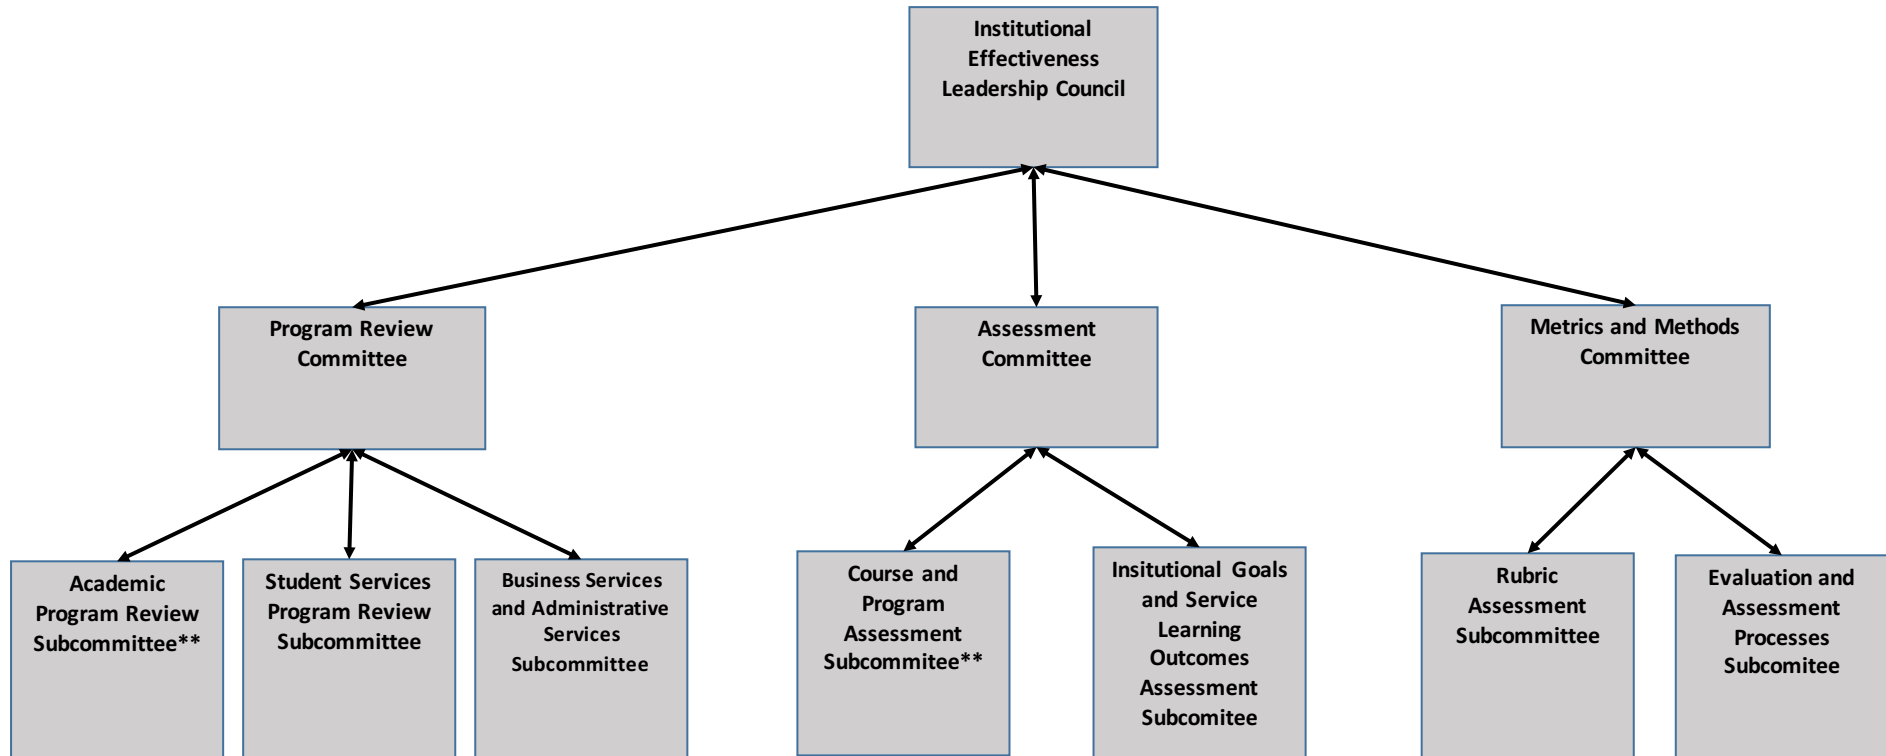 Institutional
Effectiveness
Leadership Council
Program Review
Committee
Assessment
Committee
Metrics and Methods
Committee
Academic
Program Review
Subcommittee**
Student Services
Program Review
Subcommittee
Business Services
and Administrative
Services
Subcommittee
Course and
Program
Assessment
Subcommitee**
Insitutional Goals
and Service
Learning
Outcomes
Assessment
Subcomitee
Rubric
Assessment
Subcommittee
Evaluation and
Assessment
Processes
Subcomitee